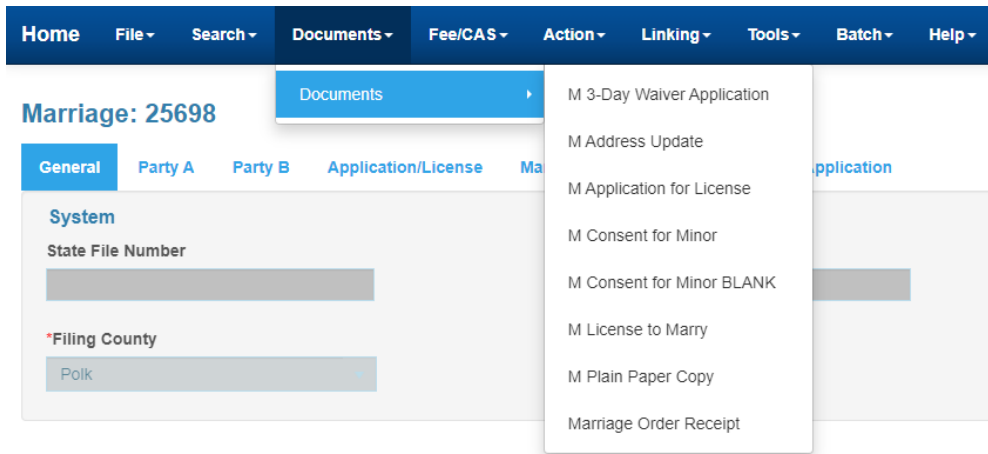 Home File Search Documents Fee/CAS Action Linking Tools Batch Help
Documents
Marriage: 25698
General Party A Party B Application/License
System
State File Number
*Filing County
Polk
M 3-Day Waiver Application
M Address Update
M Application for License
M Consent for Minor
M Consent for Minor BLANK
M License to Marry
M Plain Paper Copy
Marriage Order Receipt